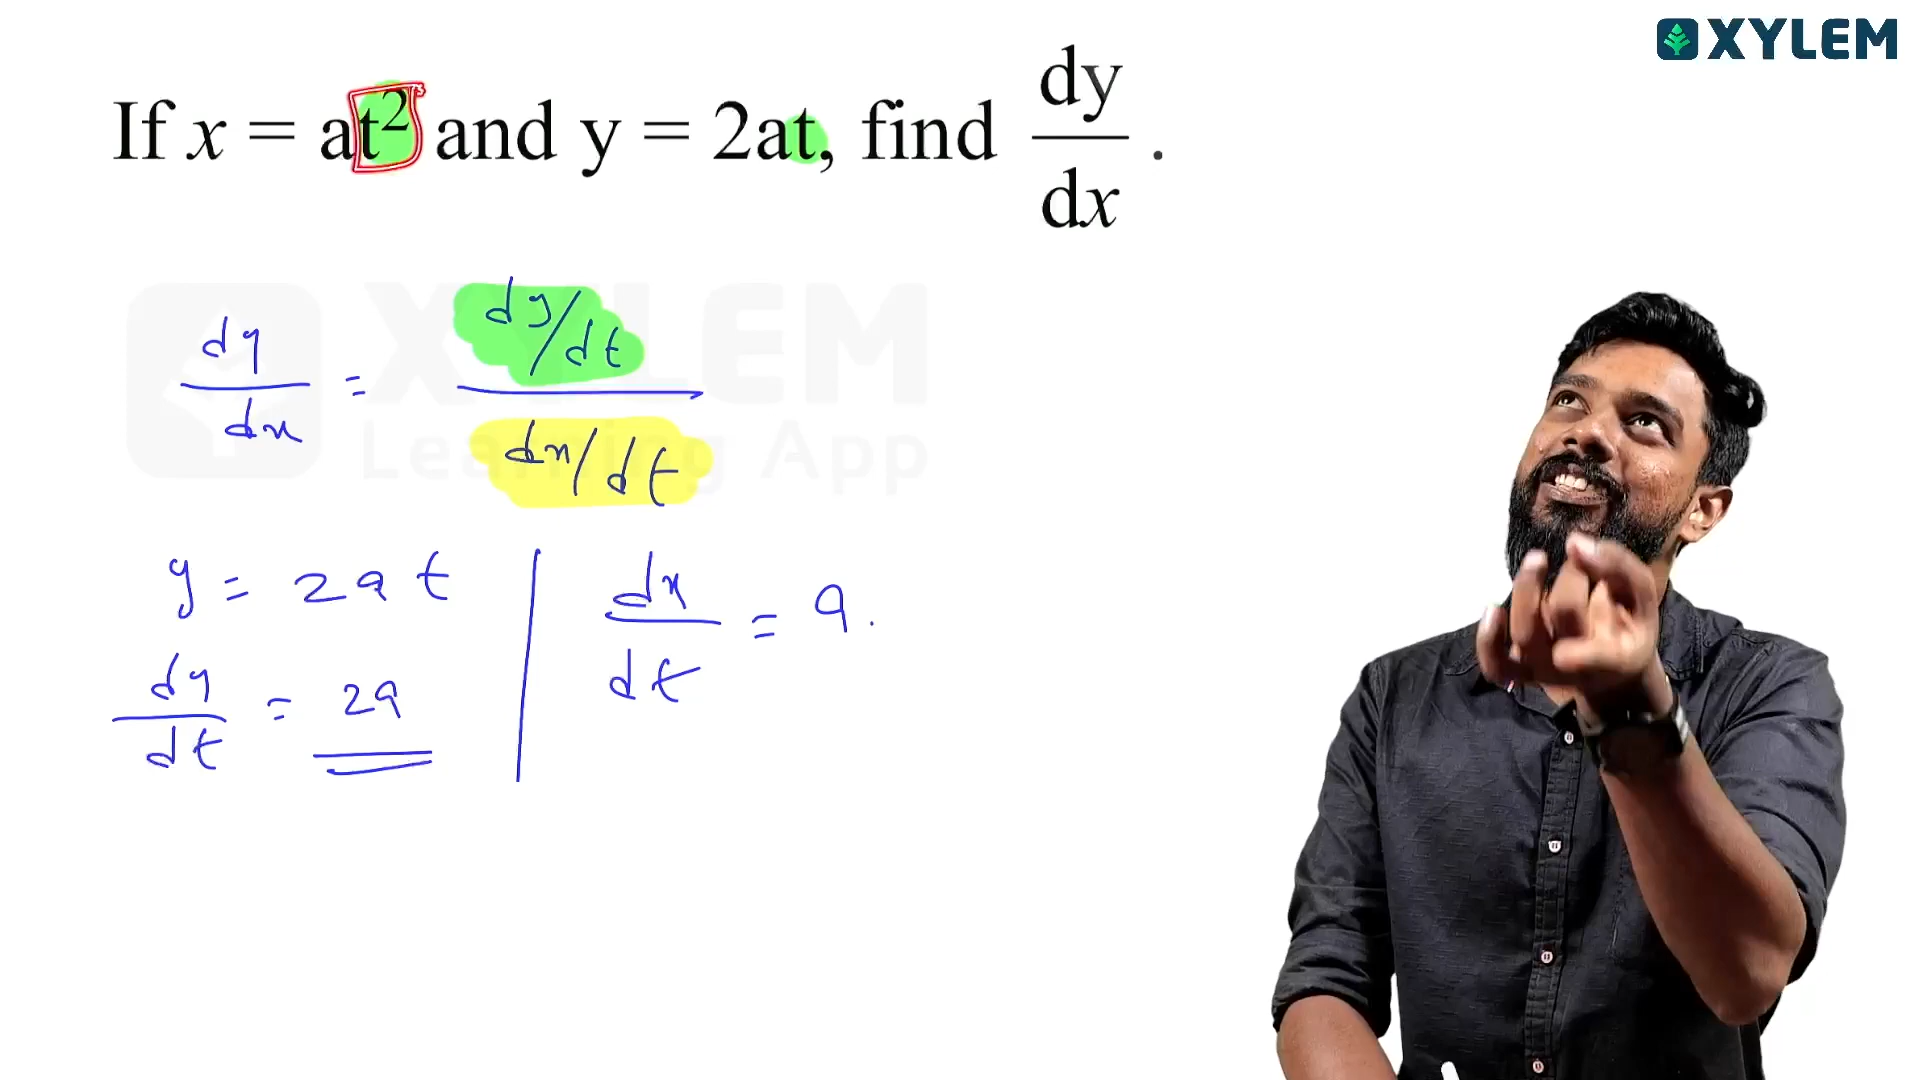 XYLEM
If x = at² and y = 2at, find dy/dx .
dy/dx = dy/dt / dx/dt
XYLEM
Learning App
y = 2at
dy/dt = 2a
dx/dt = a.